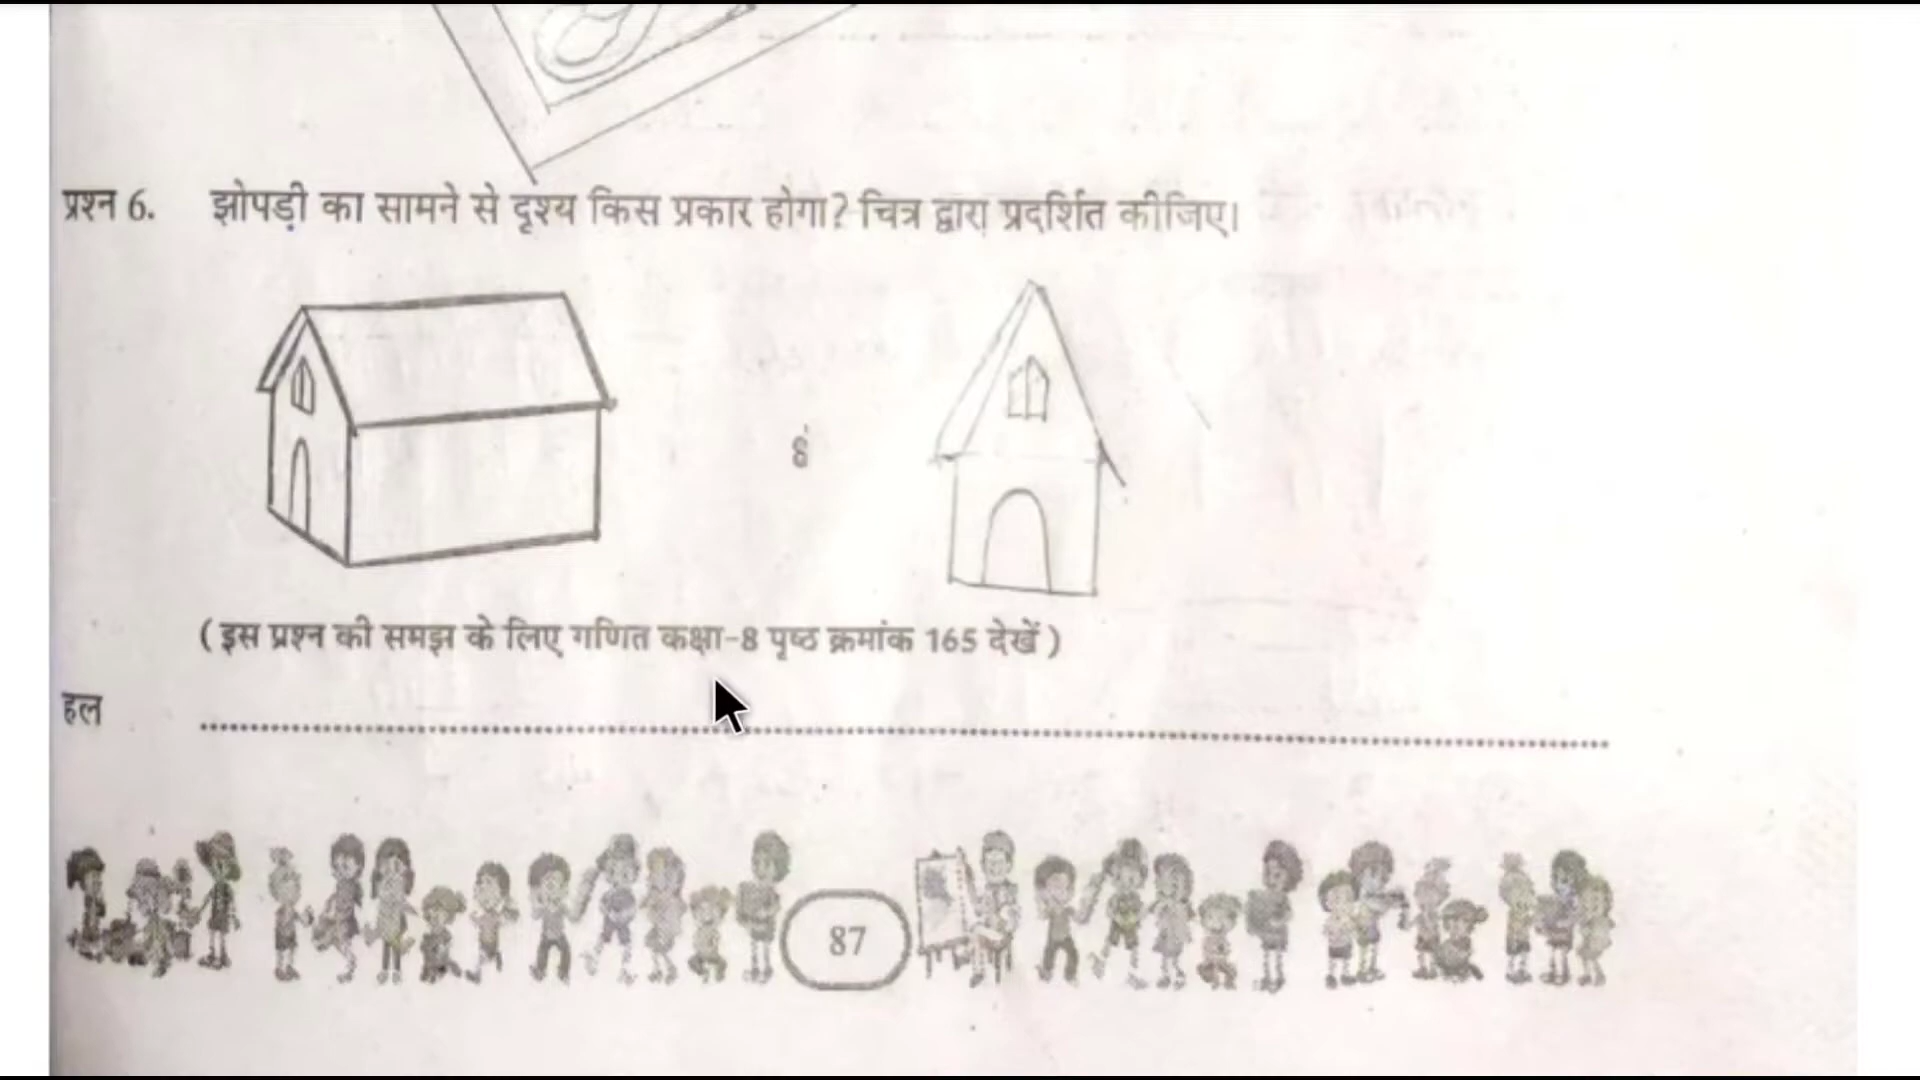 प्रश्न 6. झोपड़ी का सामने से दृश्य किस प्रकार होगा? चित्र द्वारा प्रदर्शित कीजिए।
(इस प्रश्न की समझ के लिए गणित कक्षा-8 पृष्ठ क्रमांक 165 देखें)
हल
87